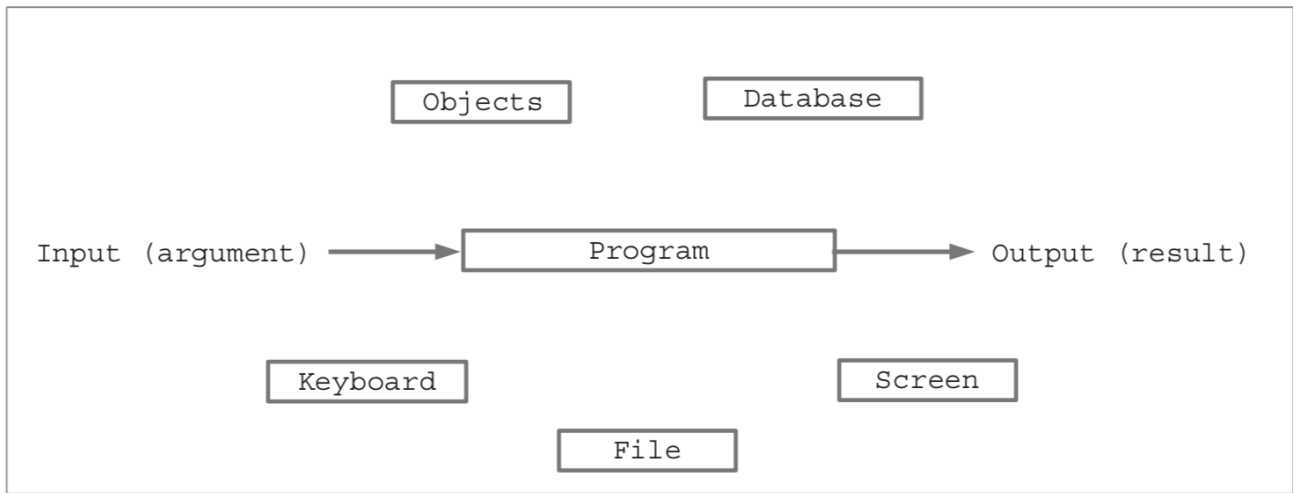 Objects
Database
Input (argument)
Program
Output (result)
Keyboard
Screen
File